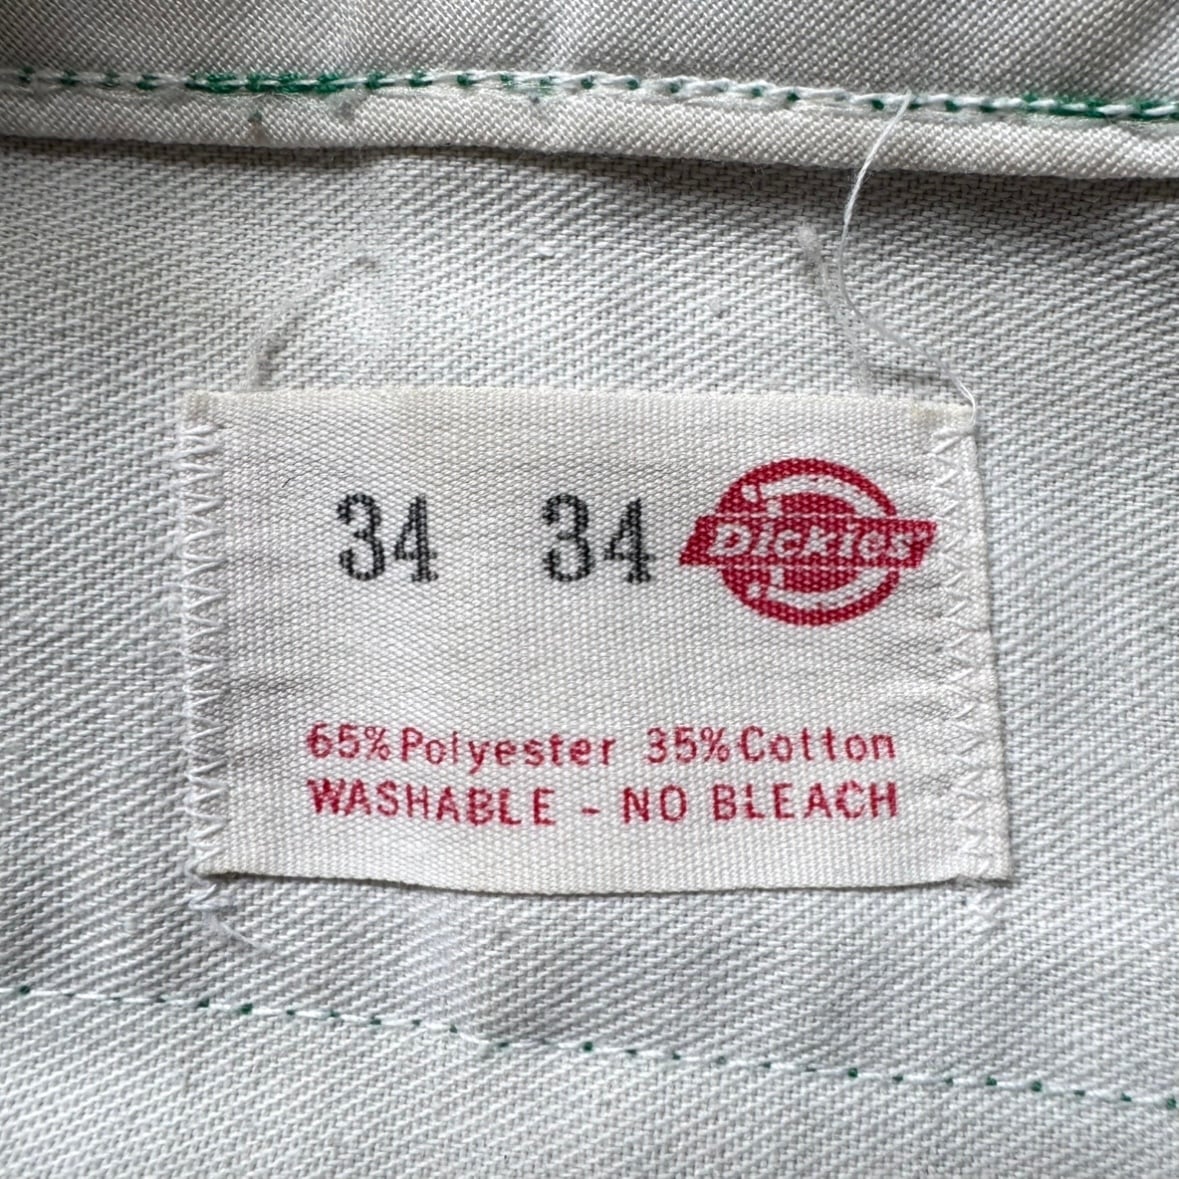 34 34 Dickies®
65% Polyester 35% Cotton
WASHABLE - NO BLEACH